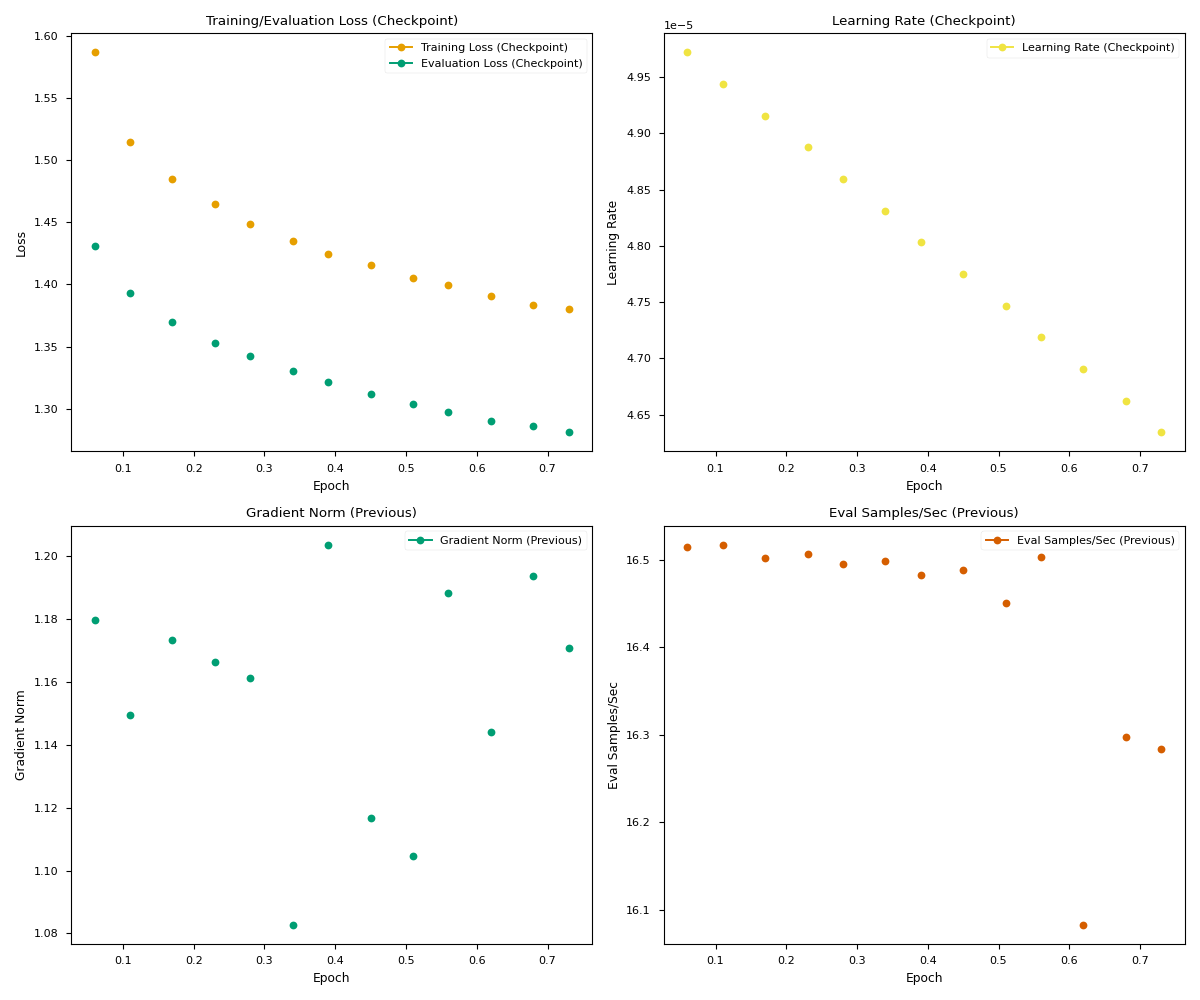 Training/Evaluation Loss (Checkpoint)
Training Loss (Checkpoint)
Evaluation Loss (Checkpoint)
1.60
1.55
1.50
1.45
1.40
1.35
1.30
Loss
0.1 0.2 0.3 0.4 0.5 0.6 0.7
Epoch
Learning Rate (Checkpoint)
1e−5
Learning Rate (Checkpoint)
4.95
4.90
4.85
4.80
4.75
4.70
4.65
Learning Rate
0.1 0.2 0.3 0.4 0.5 0.6 0.7
Epoch
Gradient Norm (Previous)
Gradient Norm (Previous)
1.20
1.18
1.16
1.14
1.12
1.10
1.08
Gradient Norm
0.1 0.2 0.3 0.4 0.5 0.6 0.7
Epoch
Eval Samples/Sec (Previous)
Eval Samples/Sec (Previous)
16.5
16.4
16.3
16.2
16.1
Eval Samples/Sec
0.1 0.2 0.3 0.4 0.5 0.6 0.7
Epoch